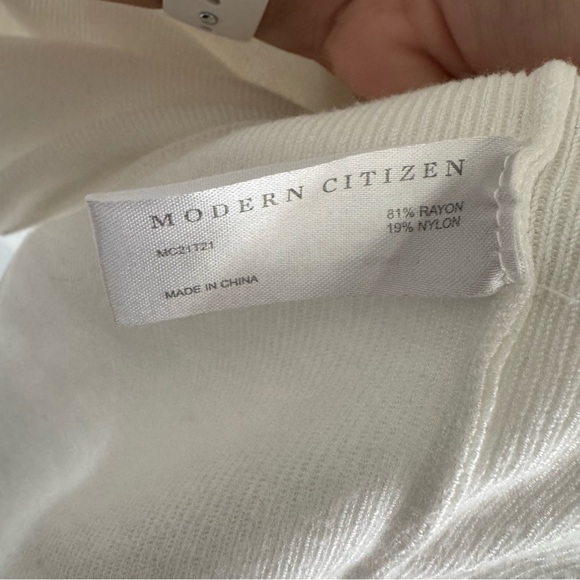 MODERN CITIZEN
81% RAYON
19% NYLON
MC21T21
MADE IN CHINA